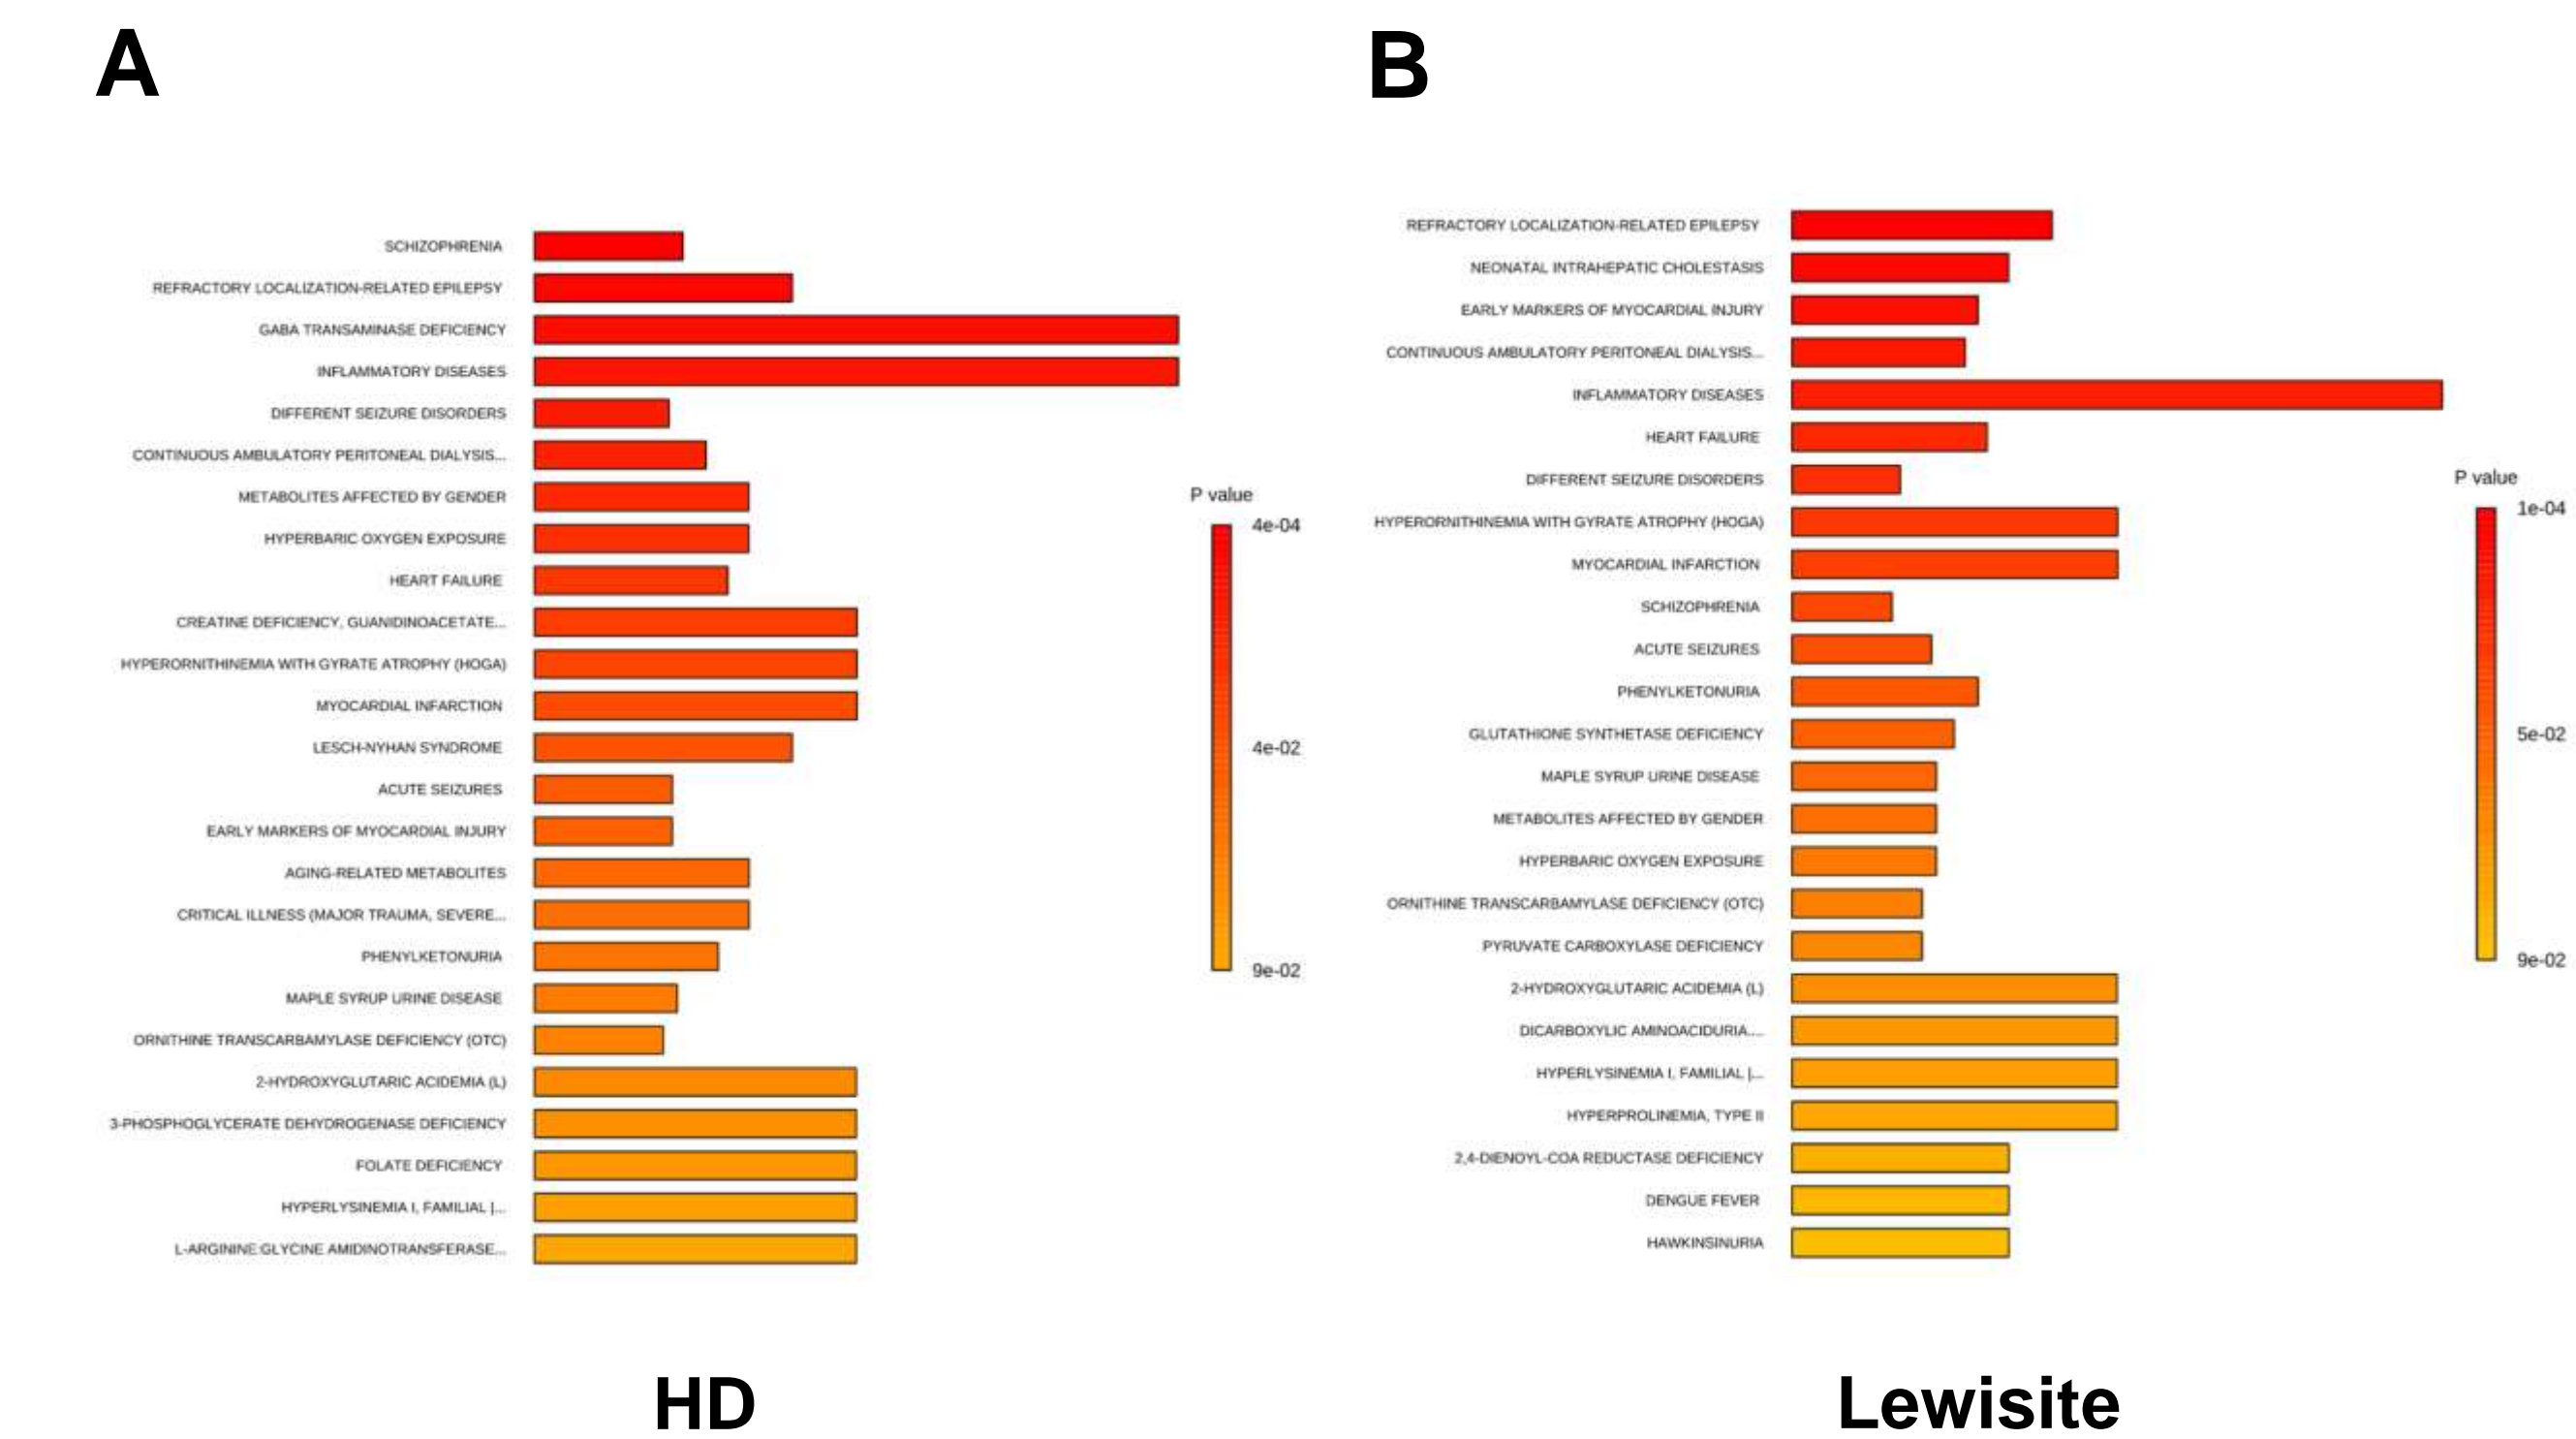 A
SCHIZOPHRENIA
REFRACTORY LOCALIZATION-RELATED EPILEPSY
GABA TRANSAMINASE DEFICIENCY
INFLAMMATORY DISEASES
DIFFERENT SEIZURE DISORDERS
CONTINUOUS AMBULATORY PERITONEAL DIALYSIS...
METABOLITES AFFECTED BY GENDER
HYPERBARIC OXYGEN EXPOSURE
HEART FAILURE
CREATINE DEFICIENCY, GUANIDINOACETATE...
HYPERORNITHINEMIA WITH GYRATE ATROPHY (HOGA)
MYOCARDIAL INFARCTION
LESCH-NYHAN SYNDROME
ACUTE SEIZURES
EARLY MARKERS OF MYOCARDIAL INJURY
AGING-RELATED METABOLITES
CRITICAL ILLNESS (MAJOR TRAUMA, SEVERE...
PHENYLKETONURIA
MAPLE SYRUP URINE DISEASE
ORNITHINE TRANSCARBAMYLASE DEFICIENCY (OTC)
2-HYDROXYGLUTARIC ACIDEMIA (L)
3-PHOSPHOGLYCERATE DEHYDROGENASE DEFICIENCY
FOLATE DEFICIENCY
HYPERLYSINEMIA I, FAMILIAL |...
L-ARGININE:GLYCINE AMIDINOTRANSFERASE...
P value
4e-04
4e-02
9e-02
HD
B
REFRACTORY LOCALIZATION-RELATED EPILEPSY
NEONATAL INTRAHEPATIC CHOLESTASIS
EARLY MARKERS OF MYOCARDIAL INJURY
CONTINUOUS AMBULATORY PERITONEAL DIALYSIS...
INFLAMMATORY DISEASES
HEART FAILURE
DIFFERENT SEIZURE DISORDERS
HYPERORNITHINEMIA WITH GYRATE ATROPHY (HOGA)
MYOCARDIAL INFARCTION
SCHIZOPHRENIA
ACUTE SEIZURES
PHENYLKETONURIA
GLUTATHIONE SYNTHETASE DEFICIENCY
MAPLE SYRUP URINE DISEASE
METABOLITES AFFECTED BY GENDER
HYPERBARIC OXYGEN EXPOSURE
ORNITHINE TRANSCARBAMYLASE DEFICIENCY (OTC)
PYRUVATE CARBOXYLASE DEFICIENCY
2-HYDROXYGLUTARIC ACIDEMIA (L)
DICARBOXYLIC AMINOACIDURIA....
HYPERLYSINEMIA I, FAMILIAL |...
HYPERPROLINEMIA, TYPE II
2,4-DIENOYL-COA REDUCTASE DEFICIENCY
DENGUE FEVER
HAWKINSINURIA
P value
1e-04
5e-02
9e-02
Lewisite